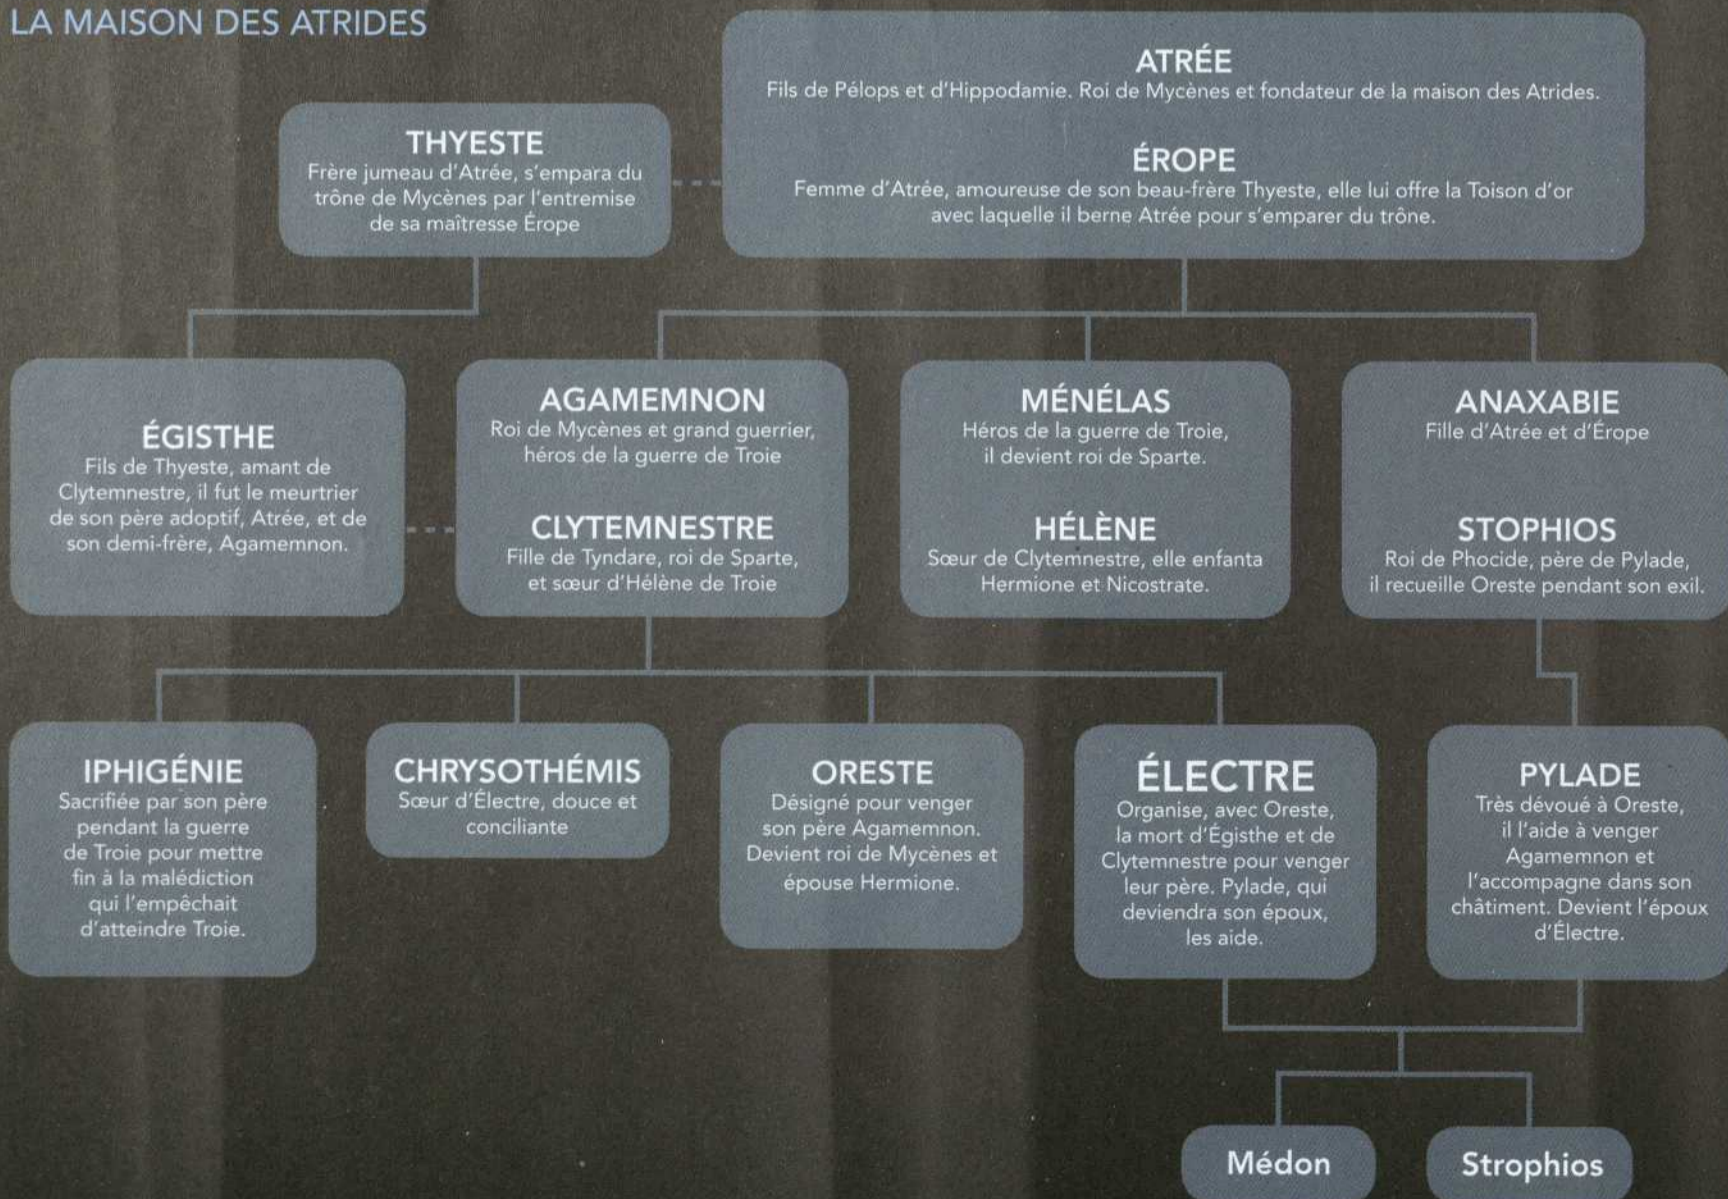 LA MAISON DES ATRIDES
ATRÉE
Fils de Pélops et d'Hippodamie. Roi de Mycènes et fondateur de la maison des Atrides.
ÉROPE
Femme d'Atrée, amoureuse de son beau-frère Thyeste, elle lui offre la Toison d'or
avec laquelle il berne Atrée pour s'emparer du trône.
THYESTE
Frère jumeau d'Atrée, s'empara du
trône de Mycènes par l'entremise
de sa maîtresse Érope
ÉGISTHE
Fils de Thyeste, amant de
Clytemnestre, il fut le meurtrier
de son père adoptif, Atrée, et de
son demi-frère, Agamemnon.
AGAMEMNON
Roi de Mycènes et grand guerrier,
héros de la guerre de Troie
CLYTEMNESTRE
Fille de Tyndare, roi de Sparte,
et sœur d'Hélène de Troie
MÉNÉLAS
Héros de la guerre de Troie,
il devient roi de Sparte.
HÉLÈNE
Sœur de Clytemnestre, elle enfanta
Hermione et Nicostrate.
ANAXABIE
Fille d'Atrée et d'Érope
STOPHIOS
Roi de Phocide, père de Pylade,
il recueille Oreste pendant son exil.
IPHIGÉNIE
Sacrifiée par son père
pendant la guerre
de Troie pour mettre
fin à la malédiction
qui l'empêchait
d'atteindre Troie.
CHRYSOTHÉMIS
Sœur d'Électre, douce et
conciliante
ORESTE
Désigné pour venger
son père Agamemnon.
Devient roi de Mycènes et
épouse Hermione.
ÉLECTRE
Organise, avec Oreste,
la mort d'Égisthe et de
Clytemnestre pour venger
leur père. Pylade, qui
deviendra son époux,
les aide.
PYLADE
Très dévoué à Oreste,
il l'aide à venger
Agamemnon et
l'accompagne dans son
châtiment. Devient l'époux
d'Électre.
Médon
Strophios